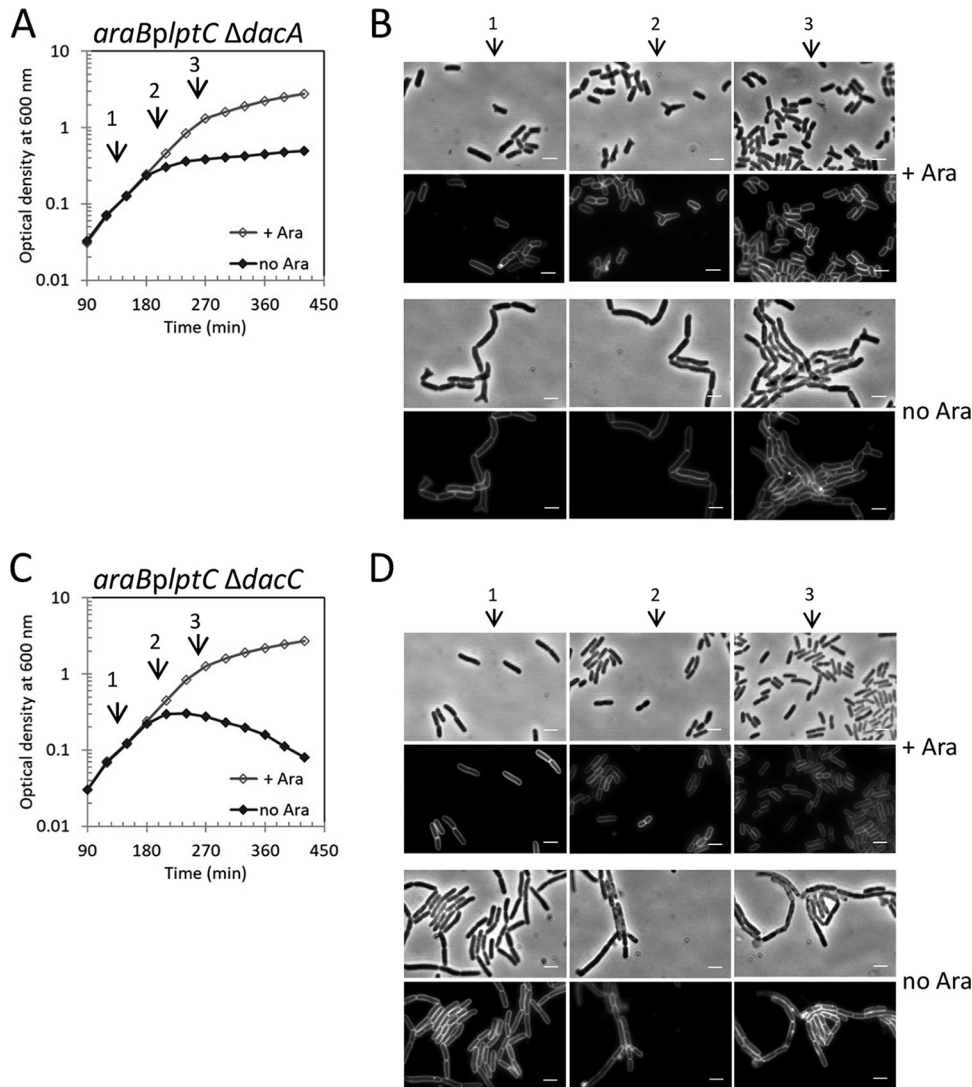 A
araBplptC ΔdacA
10
1
0.1
0.01
Optical density at 600 nm
1
2
3
+ Ara
no Ara
90 180 270 360 450
Time (min)
B
1 2 3
+ Ara
no Ara
C
araBplptC ΔdacC
10
1
0.1
0.01
Optical density at 600 nm
1
2
3
+ Ara
no Ara
90 180 270 360 450
Time (min)
D
1 2 3
+ Ara
no Ara